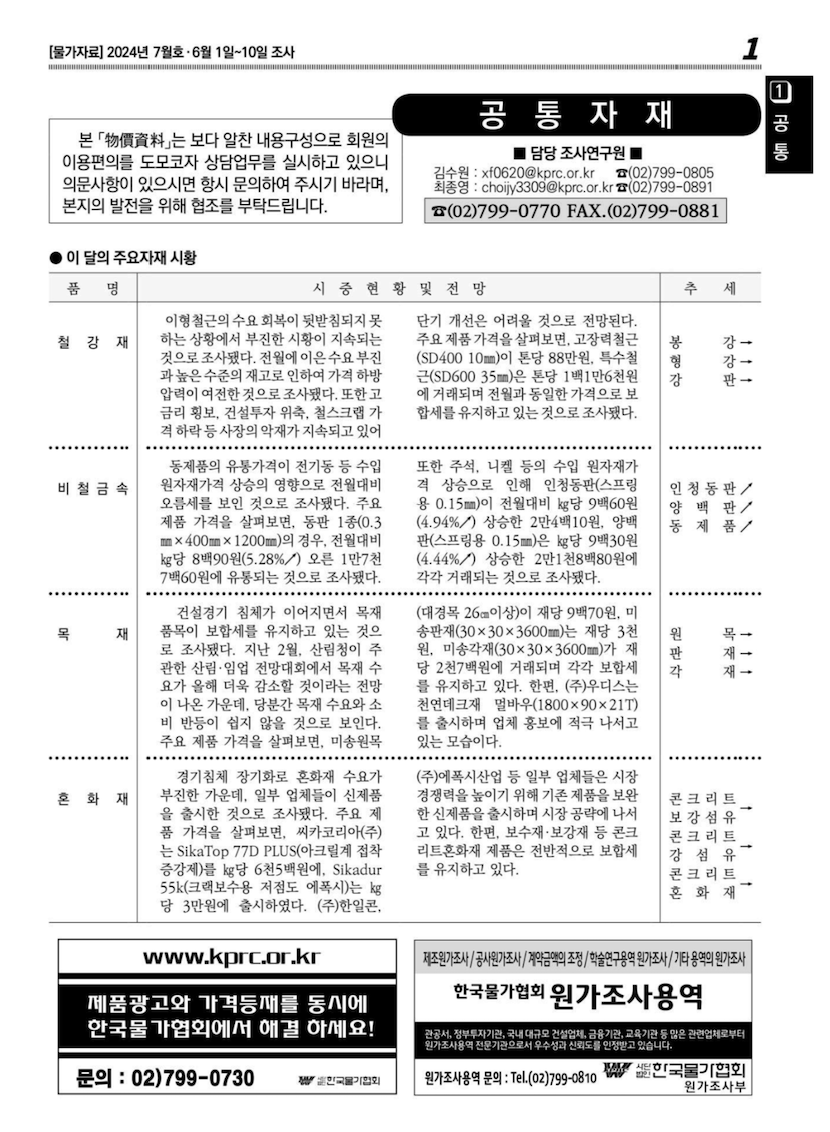 [물가자료] 2024년 7월호·6월 1일~10일 조사
1
1
공
통
공 통 자 재
본 「物價資料」는 보다 알찬 내용구성으로 회원의
이용편의를 도모코자 상담업무를 실시하고 있으니
의문사항이 있으시면 항시 문의하여 주시기 바라며,
본지의 발전을 위해 협조를 부탁드립니다.
■ 담당 조사연구원 ■
김수원 : xf0620@kprc.or.kr ☎(02)799-0805
최종영 : choijy3309@kprc.or.kr ☎(02)799-0891
☎(02)799-0770 FAX.(02)799-0881
● 이 달의 주요자재 시황
품 명
시 중 현 황 및 전 망
추 세
철 강 재
이형철근의 수요 회복이 뒷받침되지 못
하는 상황에서 부진한 시황이 지속되는
것으로 조사됐다. 전월에 이은 수요 부진
과 높은 수준의 재고로 인하여 가격 하방
압력이 여전한 것으로 조사됐다. 또한 고
금리 횡보, 건설투자 위축, 철스크랩 가
격 하락 등 사장의 악재가 지속되고 있어
단기 개선은 어려울 것으로 전망된다.
주요 제품 가격을 살펴보면, 고장력철근
(SD400 10㎜)이 톤당 88만원, 특수철
근(SD600 35㎜)은 톤당 1백1만6천원
에 거래되며 전월과 동일한 가격으로 보
합세를 유지하고 있는 것으로 조사됐다.
봉 강→
형 강→
강 판→
비 철 금 속
동제품의 유통가격이 전기동 등 수입
원자재가격 상승의 영향으로 전월대비
오름세를 보인 것으로 조사됐다. 주요
제품 가격을 살펴보면, 동판 1종(0.3
㎜×400㎜×1200㎜)의 경우, 전월대비
㎏당 8백90원(5.28%↗) 오른 1만7천
7백60원에 유통되는 것으로 조사됐다.
또한 주석, 니켈 등의 수입 원자재가
격 상승으로 인해 인청동판(스프링
용 0.15㎜)이 전월대비 ㎏당 9백60원
(4.94%↗) 상승한 2만4백10원, 양백
판(스프링용 0.15㎜)은 ㎏당 9백30원
(4.44%↗) 상승한 2만1천8백80원에
각각 거래되는 것으로 조사됐다.
인 청 동 판↗
양 백 판↗
동 제 품↗
목 재
건설경기 침체가 이어지면서 목재
품목이 보합세를 유지하고 있는 것으
로 조사됐다. 지난 2월, 산림청이 주
관한 산림·임업 전망대회에서 목재 수
요가 올해 더욱 감소할 것이라는 전망
이 나온 가운데, 당분간 목재 수요와 소
비 반등이 쉽지 않을 것으로 보인다.
주요 제품 가격을 살펴보면, 미송원목
(대경목 26㎝이상)이 재당 9백70원, 미
송판재(30×30×3600㎜)는 재당 3천
원, 미송각재(30×30×3600㎜)가 재
당 2천7백원에 거래되며 각각 보합세
를 유지하고 있다. 한편, (주)우디스는
천연데크재 멀바우(1800×90×21T)
를 출시하며 업체 홍보에 적극 나서고
있는 모습이다.
원 목→
판 재→
각 재→
혼 화 재
경기침체 장기화로 혼화재 수요가
부진한 가운데, 일부 업체들이 신제품
을 출시한 것으로 조사됐다. 주요 제
품 가격을 살펴보면, 씨카코리아(주)
는 SikaTop 77D PLUS(아크릴계 접착
증강제)를 ㎏당 6천5백원에, Sikadur
55k(크랙보수용 저점도 에폭시)는 ㎏
당 3만원에 출시하였다. (주)한일콘,
(주)에폭시산업 등 일부 업체들은 시장
경쟁력을 높이기 위해 기존 제품을 보완
한 신제품을 출시하며 시장 공략에 나서
고 있다. 한편, 보수재·보강재 등 콘크
리트혼화재 제품은 전반적으로 보합세
를 유지하고 있다.
콘 크 리 트
보 강 섬 유→
콘 크 리 트
강 섬 유→
콘 크 리 트
혼 화 재→
www.kprc.or.kr
제품광고와 가격등재를 동시에
한국물가협회에서 해결 하세요!
문의 : 02)799-0730
사단법인한국물가협회
제조원가조사 / 공사원가조사 / 계약금액의 조정 / 학술연구용역 원가조사 / 기타 용역의 원가조사
한국물가협회 원가조사용역
관공서, 정부투자기관, 국내 대규모 건설업체, 금융기관, 교육기관 등 많은 관련업체로부터
원가조사용역 전문기관으로서 우수성과 신뢰도를 인정받고 있습니다.
원가조사용역 문의 : Tel.(02)799-0810
사단법인 한국물가협회
원가조사부